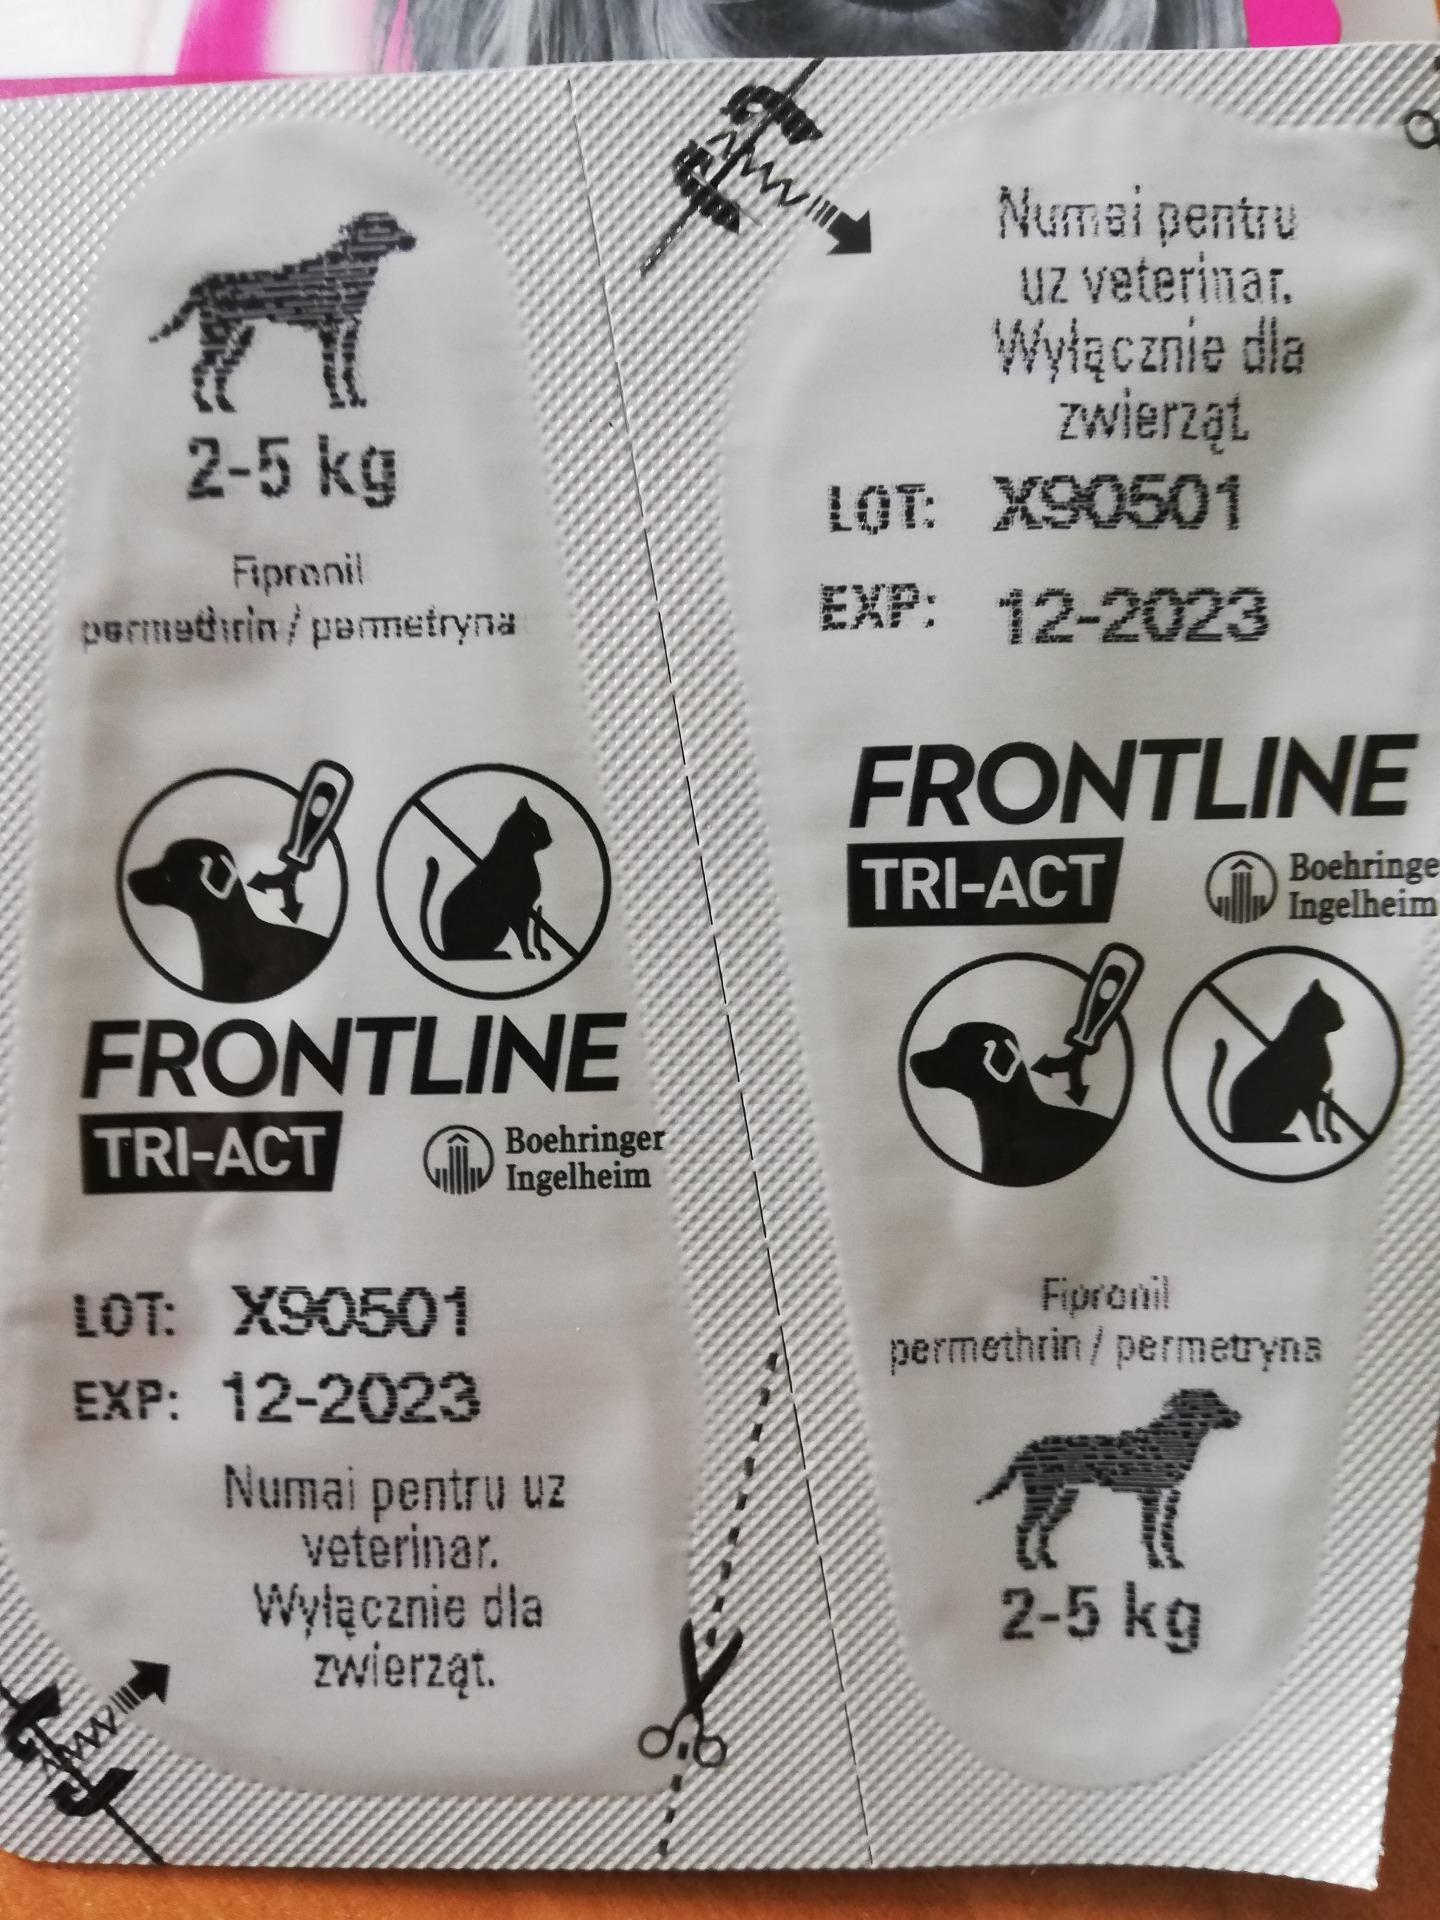 2-5 kg
Fipronil
permethrin / permetryna
FRONTLINE
TRI-ACT
Boehringer
Ingelheim
LOT: X90501
EXP: 12-2023
Numai pentru uz
veterinar.
Wyłącznie dla
zwierząt.
Numai pentru
uz veterinar.
Wyłącznie dla
zwierząt.
LOT: X90501
EXP: 12-2023
FRONTLINE
TRI-ACT
Boehringe
Ingelheim
Fipronil
permethrin / permetryna
2-5 kg